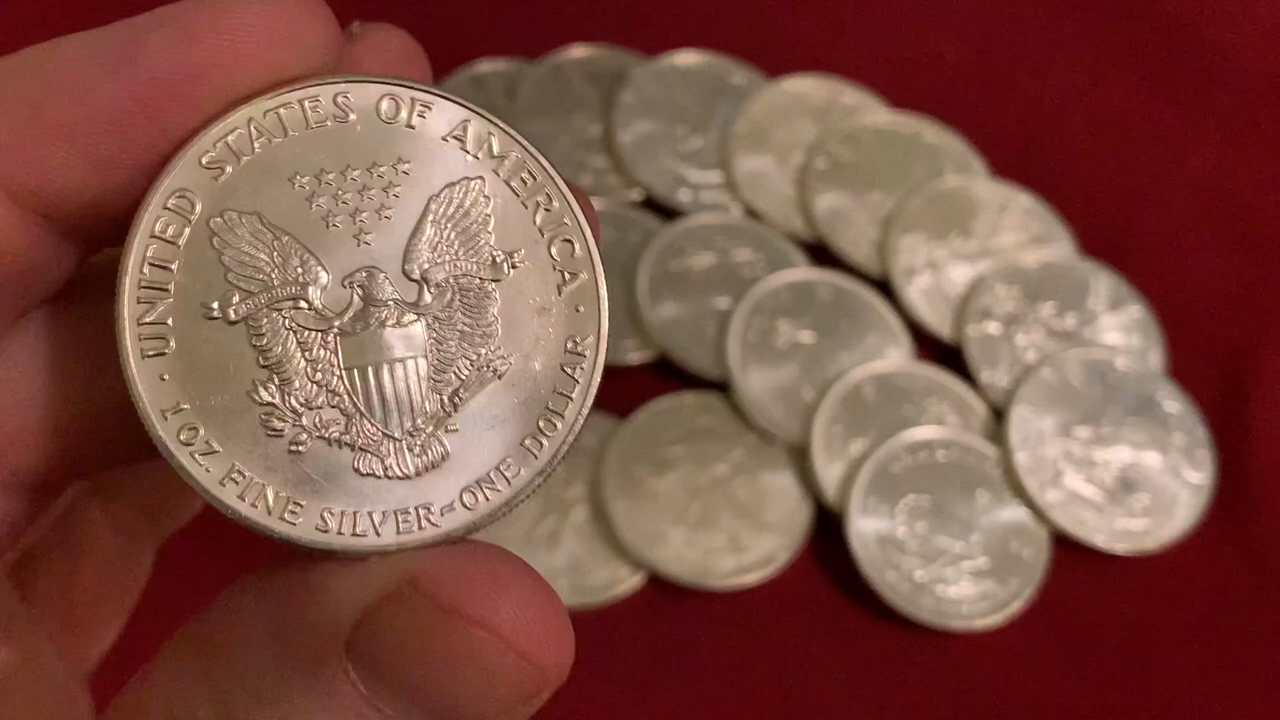 UNITED STATES OF AMERICA
· 1 OZ. FINE SILVER~ONE DOLLAR ·